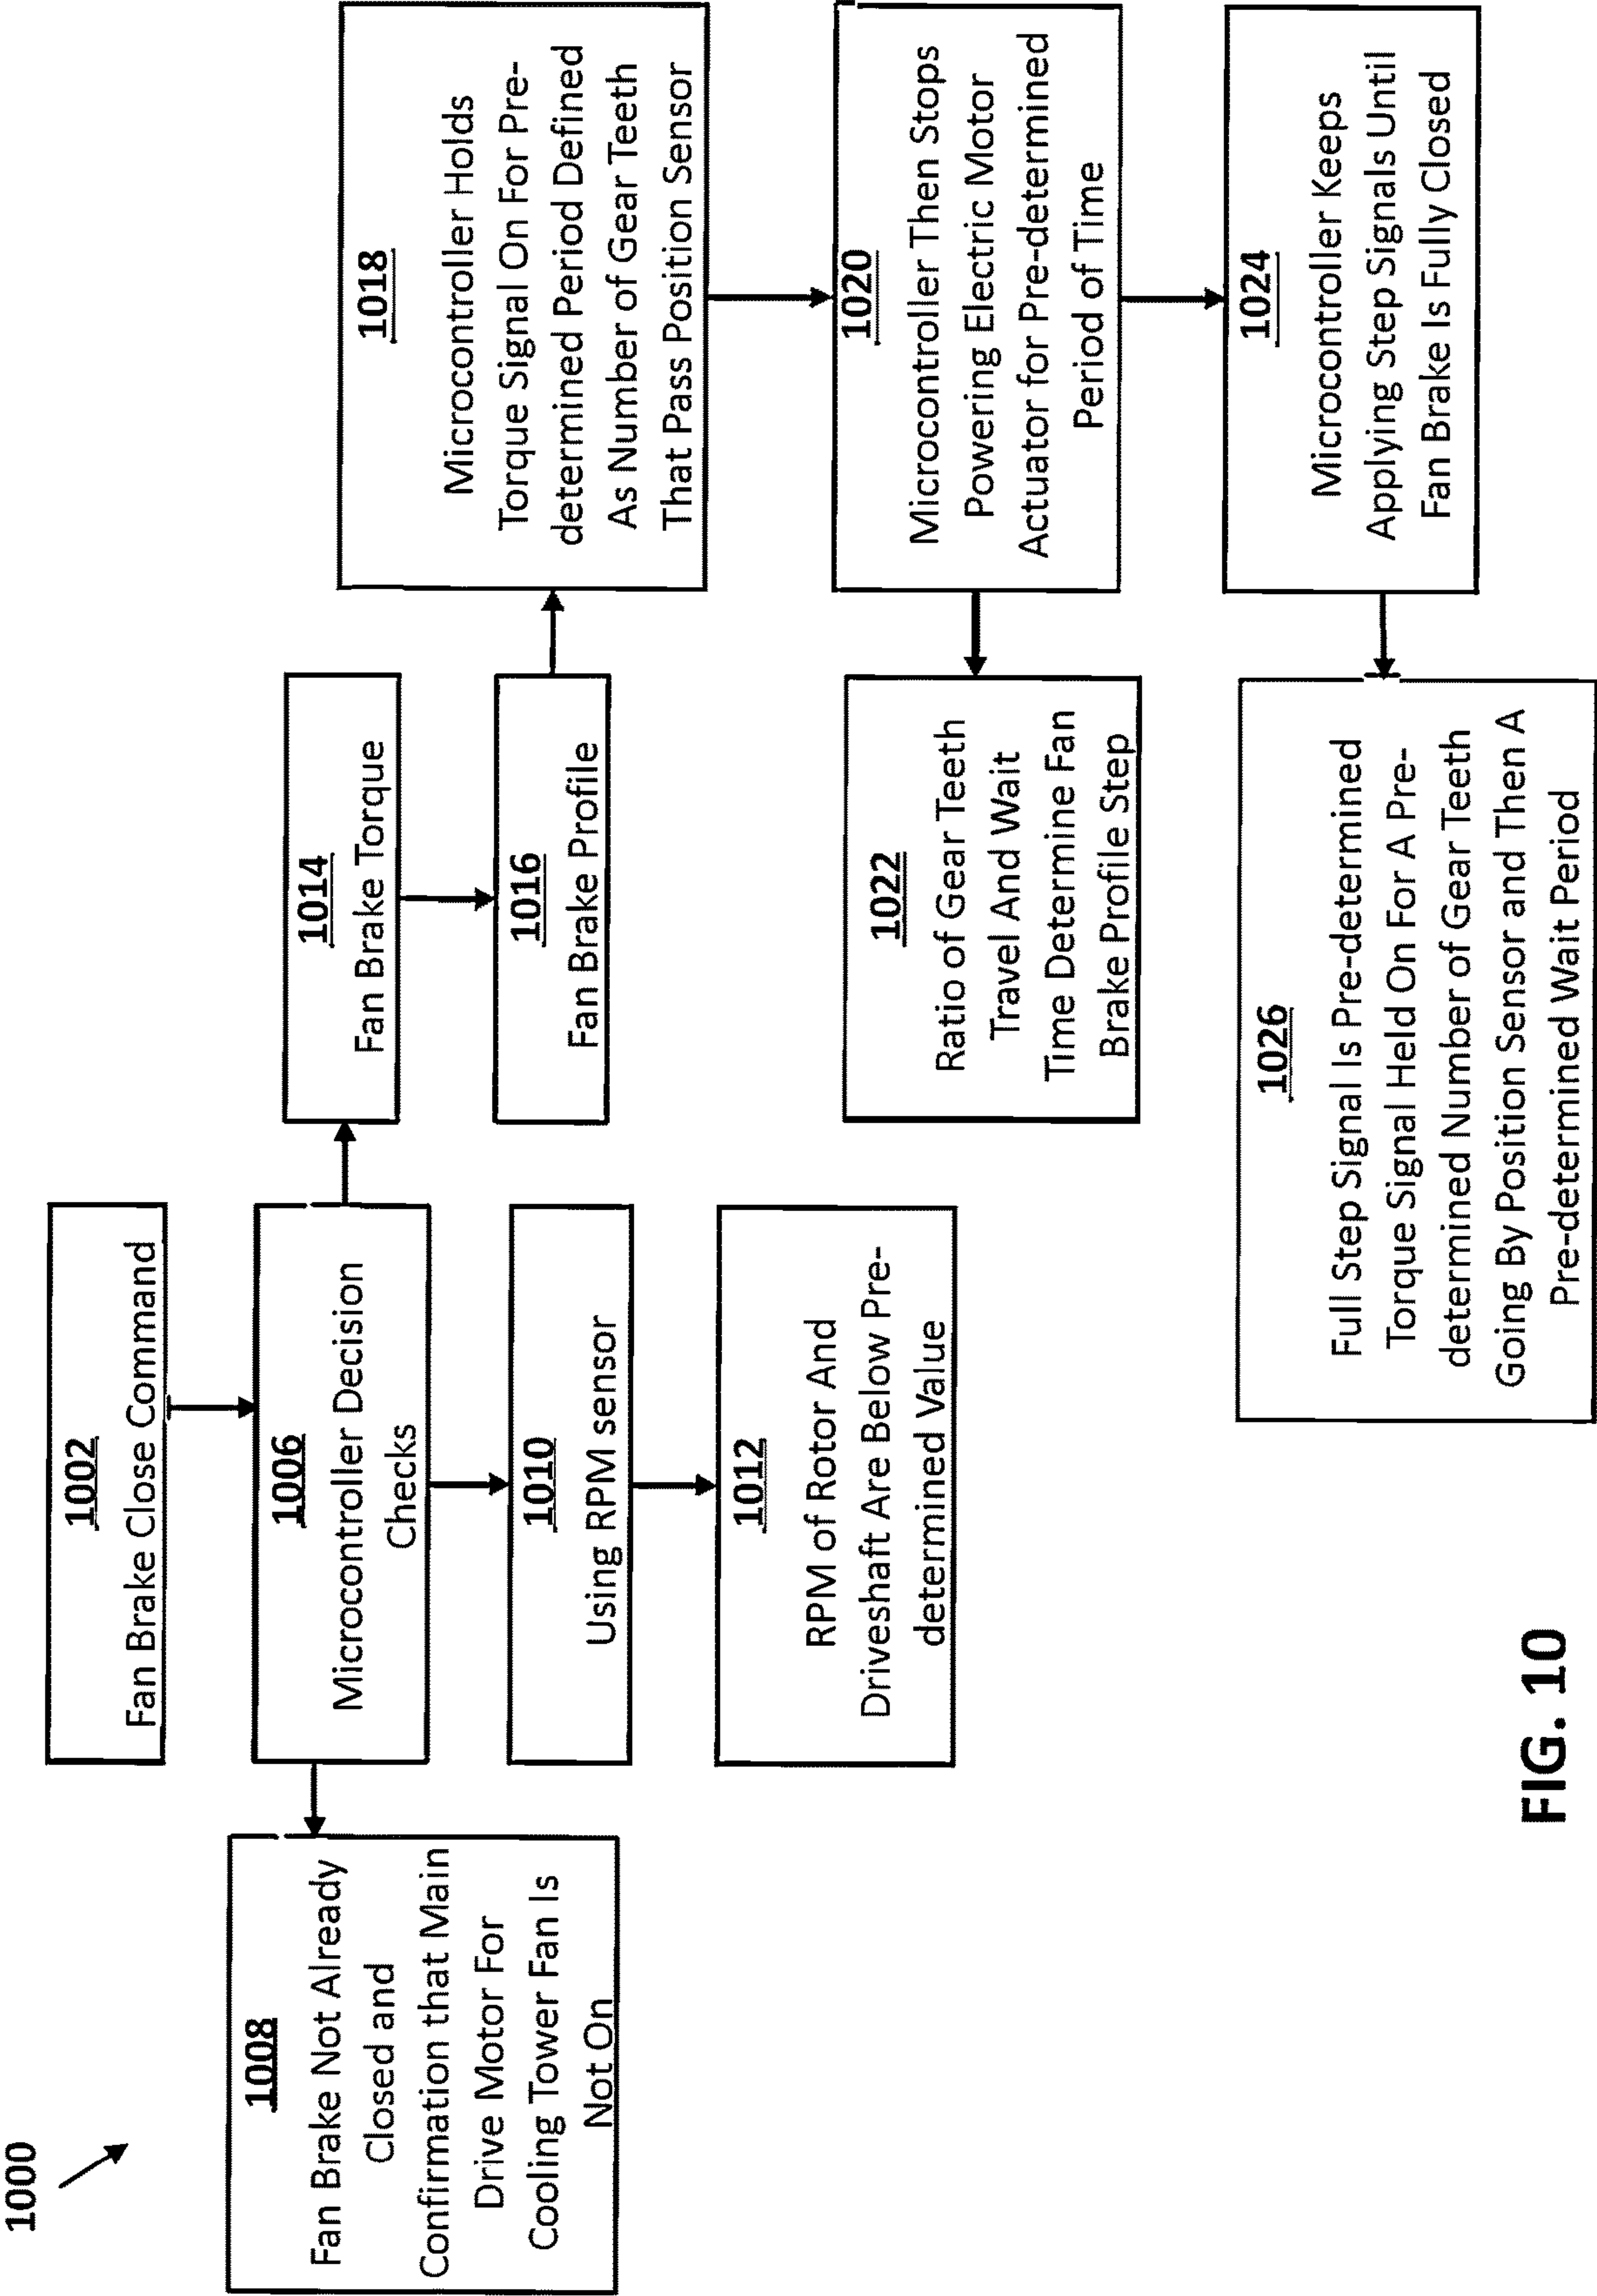 1000
1002
Fan Brake Close Command
1006
Microcontroller Decision
Checks
1008
Fan Brake Not Already
Closed and
Confirmation that Main
Drive Motor For
Cooling Tower Fan Is
Not On
1010
Using RPM sensor
1012
RPM of Rotor And
Driveshaft Are Below Pre-
determined Value
1014
Fan Brake Torque
1016
Fan Brake Profile
1018
Microcontroller Holds
Torque Signal On For Pre-
determined Period Defined
As Number of Gear Teeth
That Pass Position Sensor
1020
Microcontroller Then Stops
Powering Electric Motor
Actuator for Pre-determined
Period of Time
1022
Ratio of Gear Teeth
Travel And Wait
Time Determine Fan
Brake Profile Step
1024
Microcontroller Keeps
Applying Step Signals Until
Fan Brake Is Fully Closed
1026
Full Step Signal Is Pre-determined
Torque Signal Held On For A Pre-
determined Number of Gear Teeth
Going By Position Sensor and Then A
Pre-determined Wait Period
FIG. 10